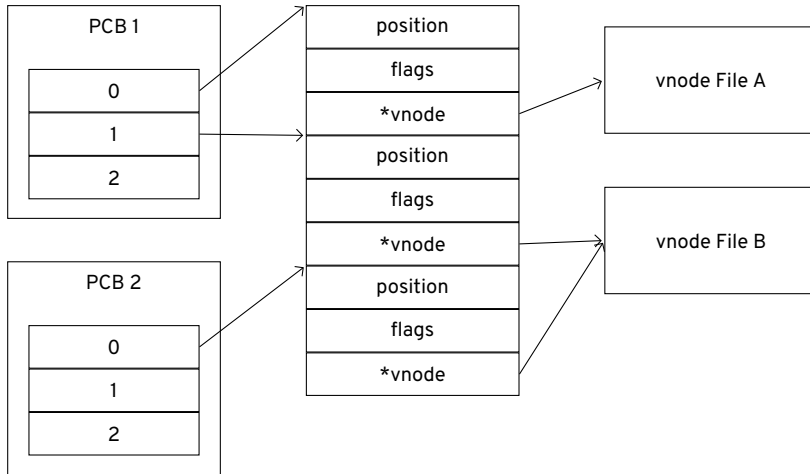 PCB 1
0
1
2
PCB 2
0
1
2
position
flags
*vnode
position
flags
*vnode
position
flags
*vnode
vnode File A
vnode File B